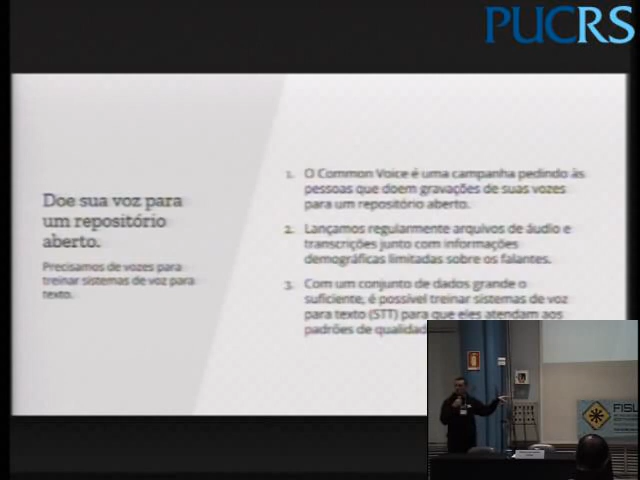 PUCRS
Doe sua voz para
um repositório
aberto.
Precisamos de vozes para
treinar sistemas de voz para
texto.
1. O Common Voice é uma campanha pedindo às
pessoas que doem gravações de suas vozes
para um repositório aberto.
2. Lançamos regularmente arquivos de áudio e
transcrições junto com informações
demográficas limitadas sobre os falantes.
3. Com um conjunto de dados grande o
suficiente, é possível treinar sistemas de voz
para texto (STT) para que eles atendam aos
padrões de qualidad
FISL